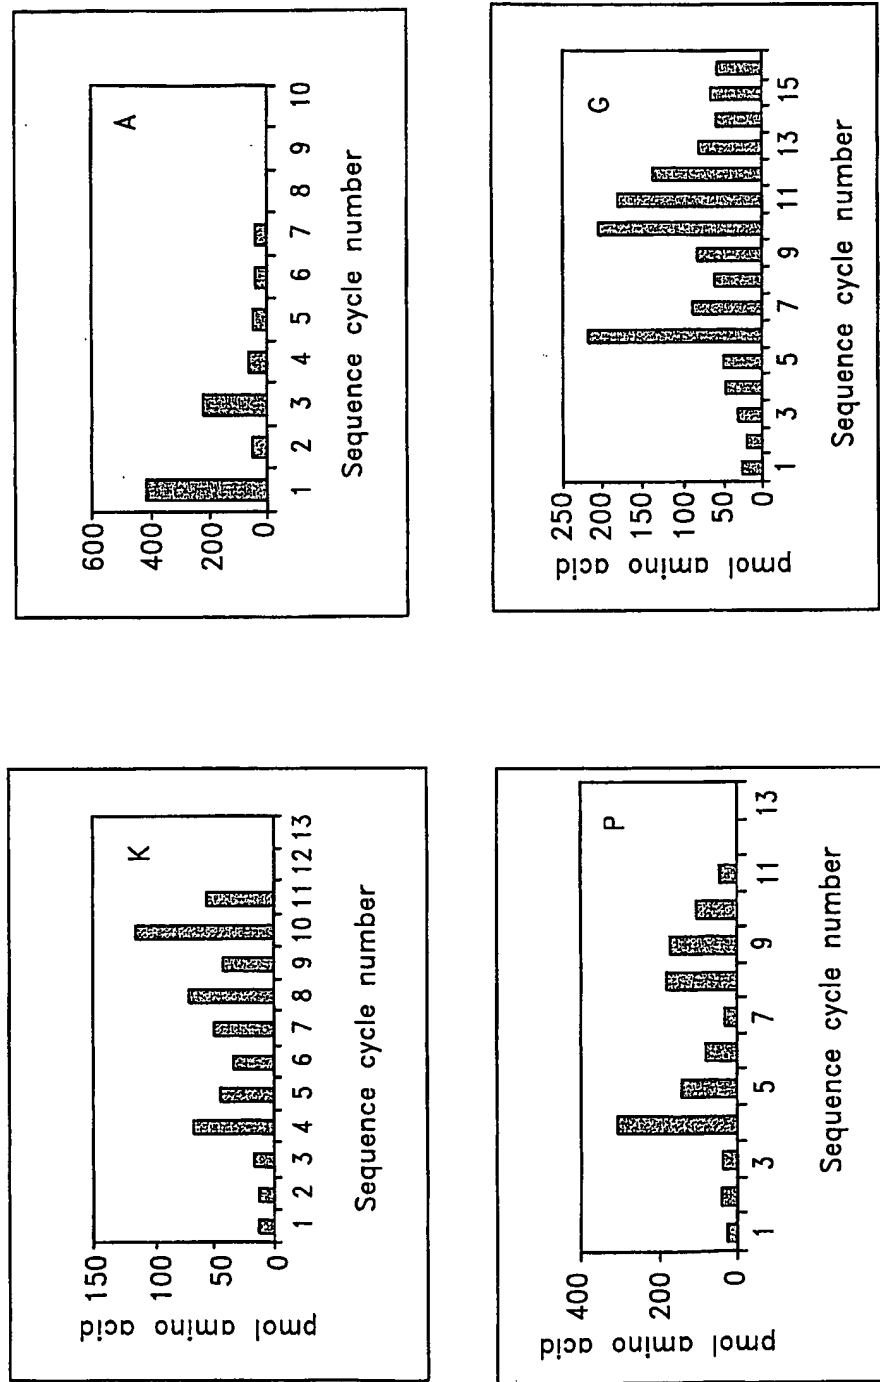 K
pmol amino acid
150
100
50
0
1 2 3 4 5 6 7 8 9 10 11 12 13
Sequence cycle number
A
600
400
200
0
1 2 3 4 5 6 7 8 9 10
Sequence cycle number
P
pmol amino acid
400
200
0
1 3 5 7 9 11 13
Sequence cycle number
G
pmol amino acid
250
200
150
100
50
0
1 3 5 7 9 11 13 15
Sequence cycle number